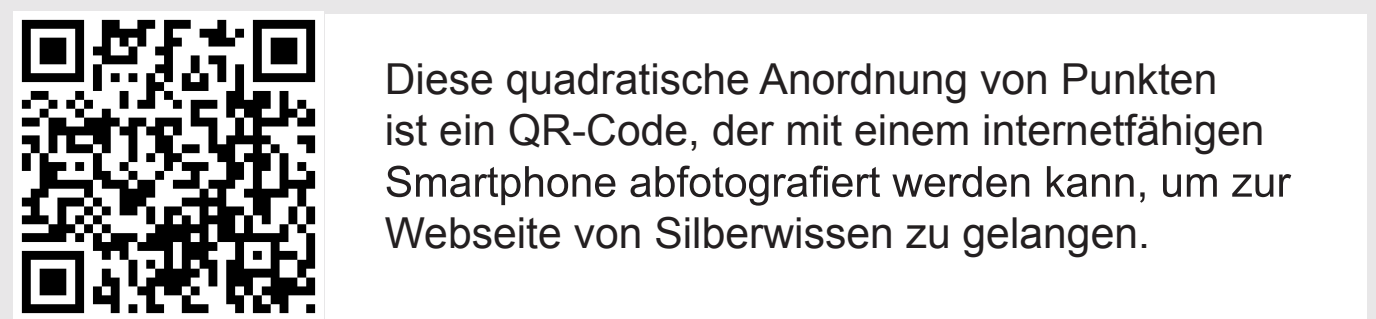 Diese quadratische Anordnung von Punkten
ist ein QR-Code, der mit einem internetfähigen
Smartphone abfotografiert werden kann, um zur
Webseite von Silberwissen zu gelangen.